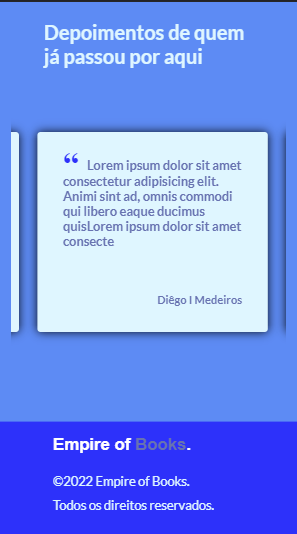 Depoimentos de quem
já passou por aqui
“ Lorem ipsum dolor sit amet
consectetur adipisicing elit.
Animi sint ad, omnis commodi
qui libero eaque ducimus
quisLorem ipsum dolor sit amet
consecte
Diêgo I Medeiros
Empire of Books.
©2022 Empire of Books.
Todos os direitos reservados.